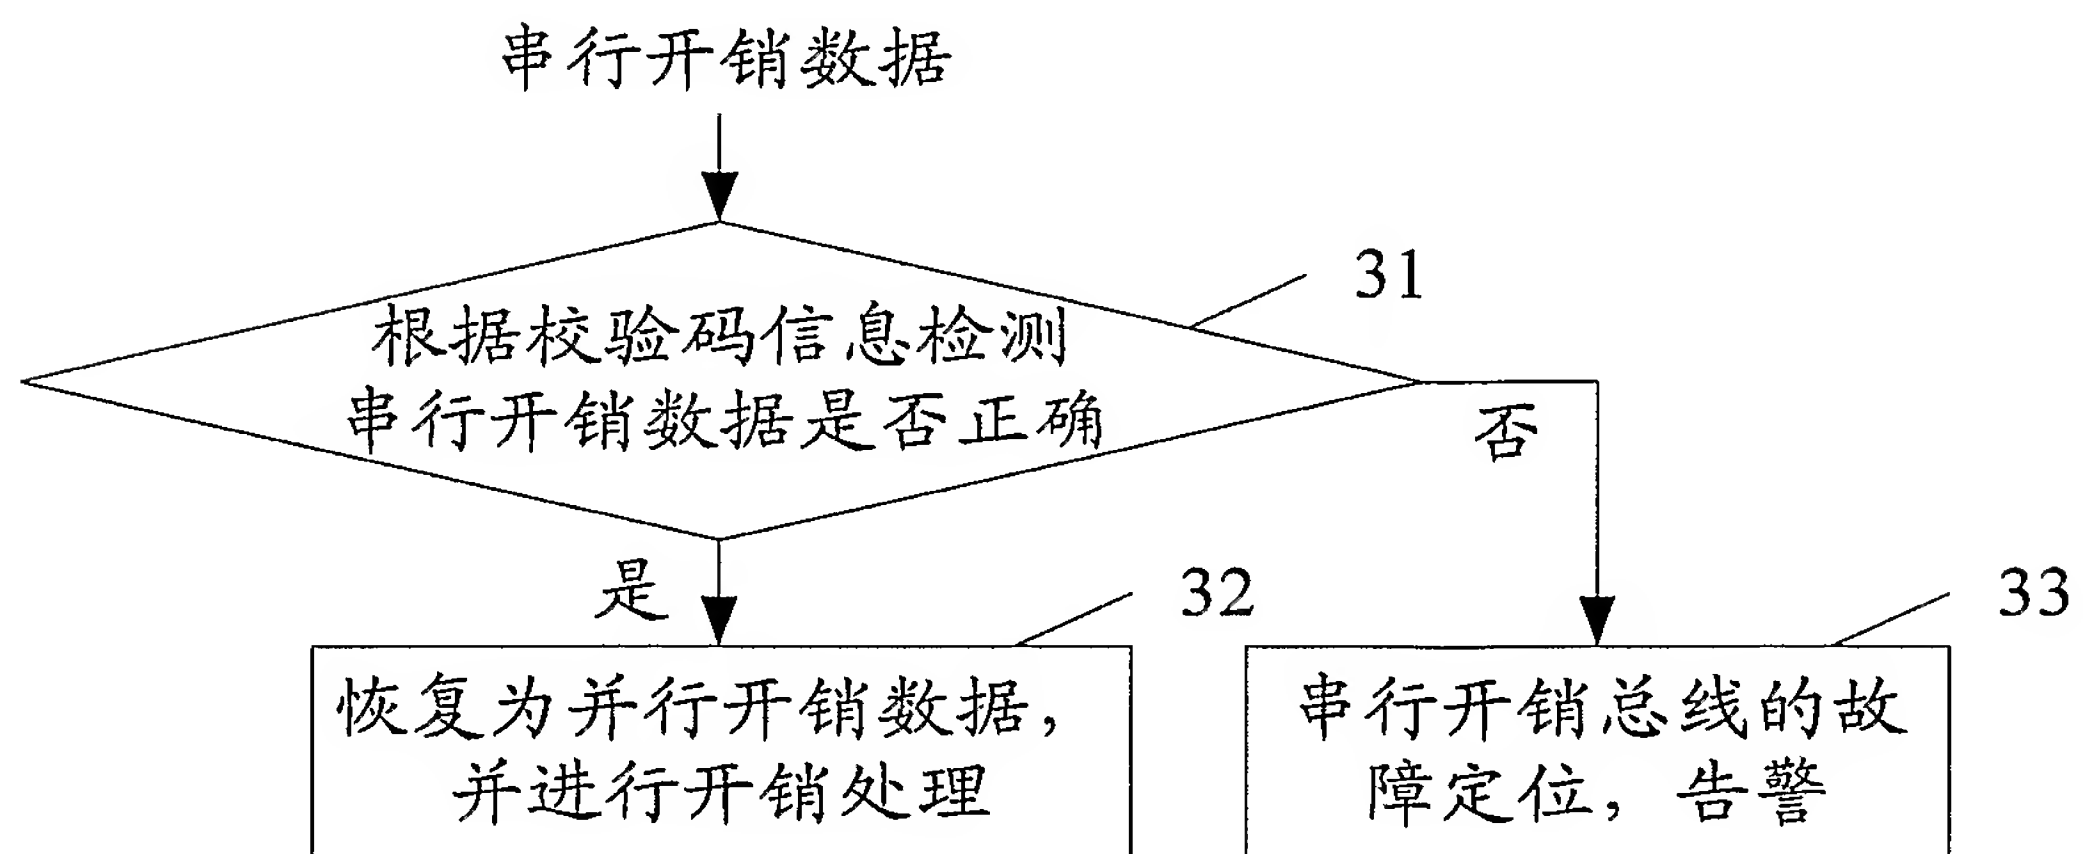 串行开销数据
31
根据校验码信息检测
串行开销数据是否正确
否
是
32
33
恢复为并行开销数据，
并进行开销处理
串行开销总线的故
障定位，告警